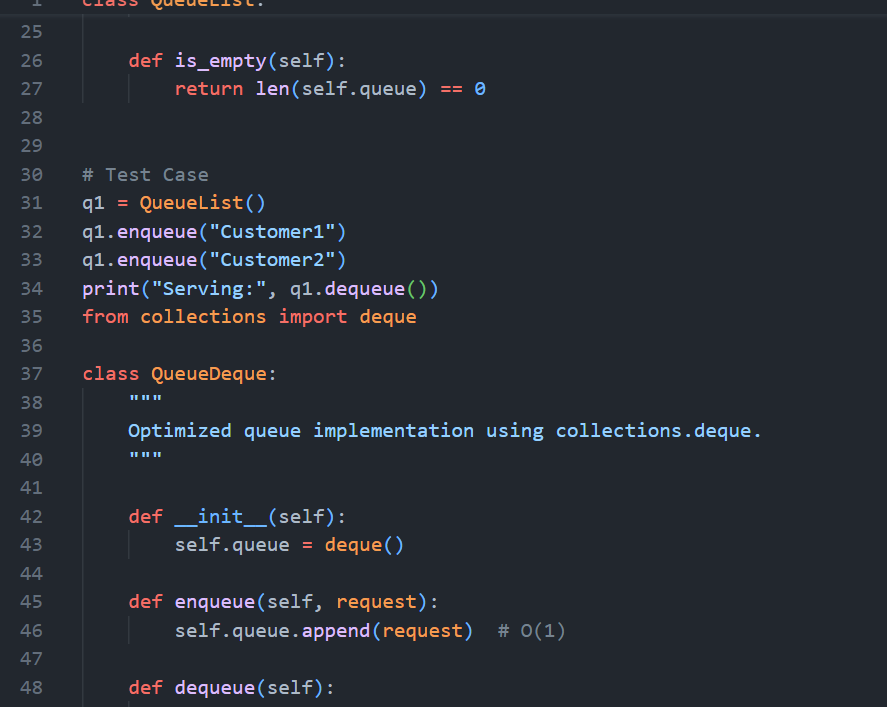 1 class QueueList:
25
26 def is_empty(self):
27 return len(self.queue) == 0
28
29
30 # Test Case
31 q1 = QueueList()
32 q1.enqueue("Customer1")
33 q1.enqueue("Customer2")
34 print("Serving:", q1.dequeue())
35 from collections import deque
36
37 class QueueDeque:
38 """
39 Optimized queue implementation using collections.deque.
40 """
41
42 def __init__(self):
43 self.queue = deque()
44
45 def enqueue(self, request):
46 self.queue.append(request)  # O(1)
47
48 def dequeue(self):